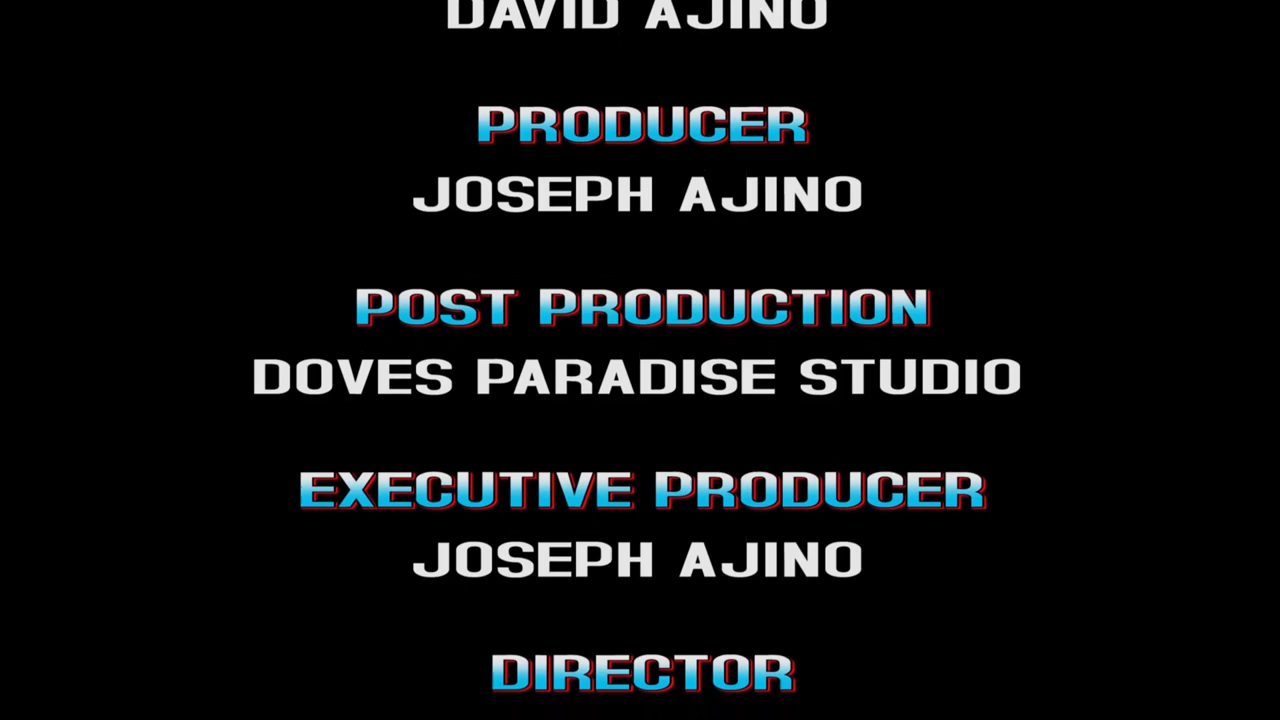 DAVID AJINO
PRODUCER
JOSEPH AJINO
POST PRODUCTION
DOVES PARADISE STUDIO
EXECUTIVE PRODUCER
JOSEPH AJINO
DIRECTOR